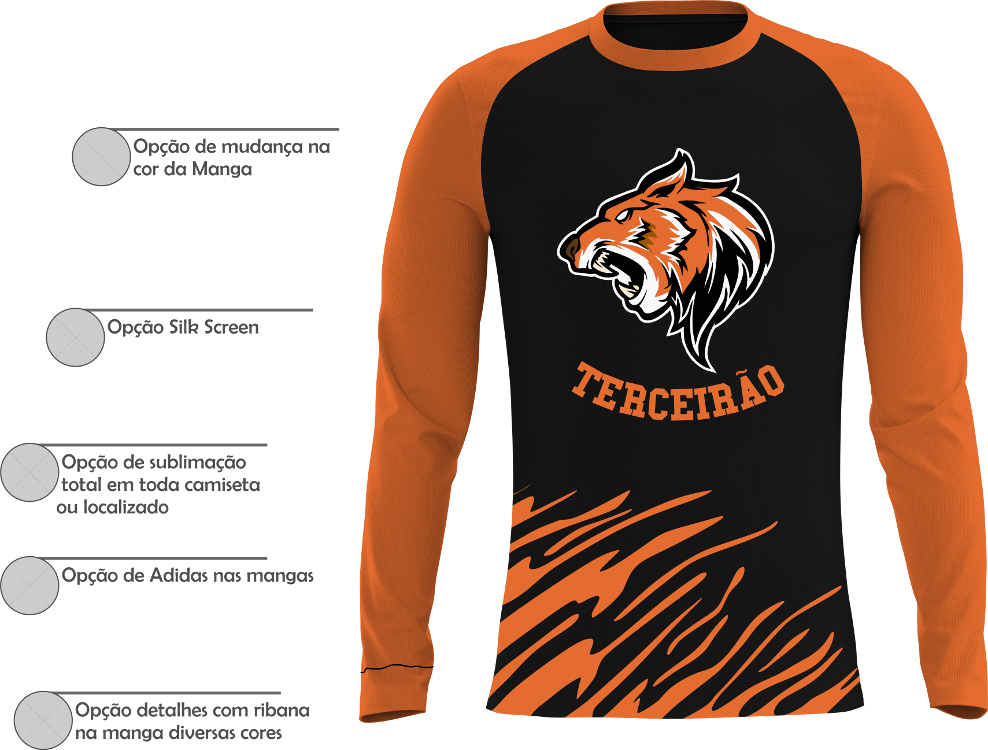 Opção de mudança na
cor da Manga
Opção Silk Screen
Opção de sublimação
total em toda camiseta
ou localizado
Opção de Adidas nas mangas
Opção detalhes com ribana
na manga diversas cores
TERCEIRÃO